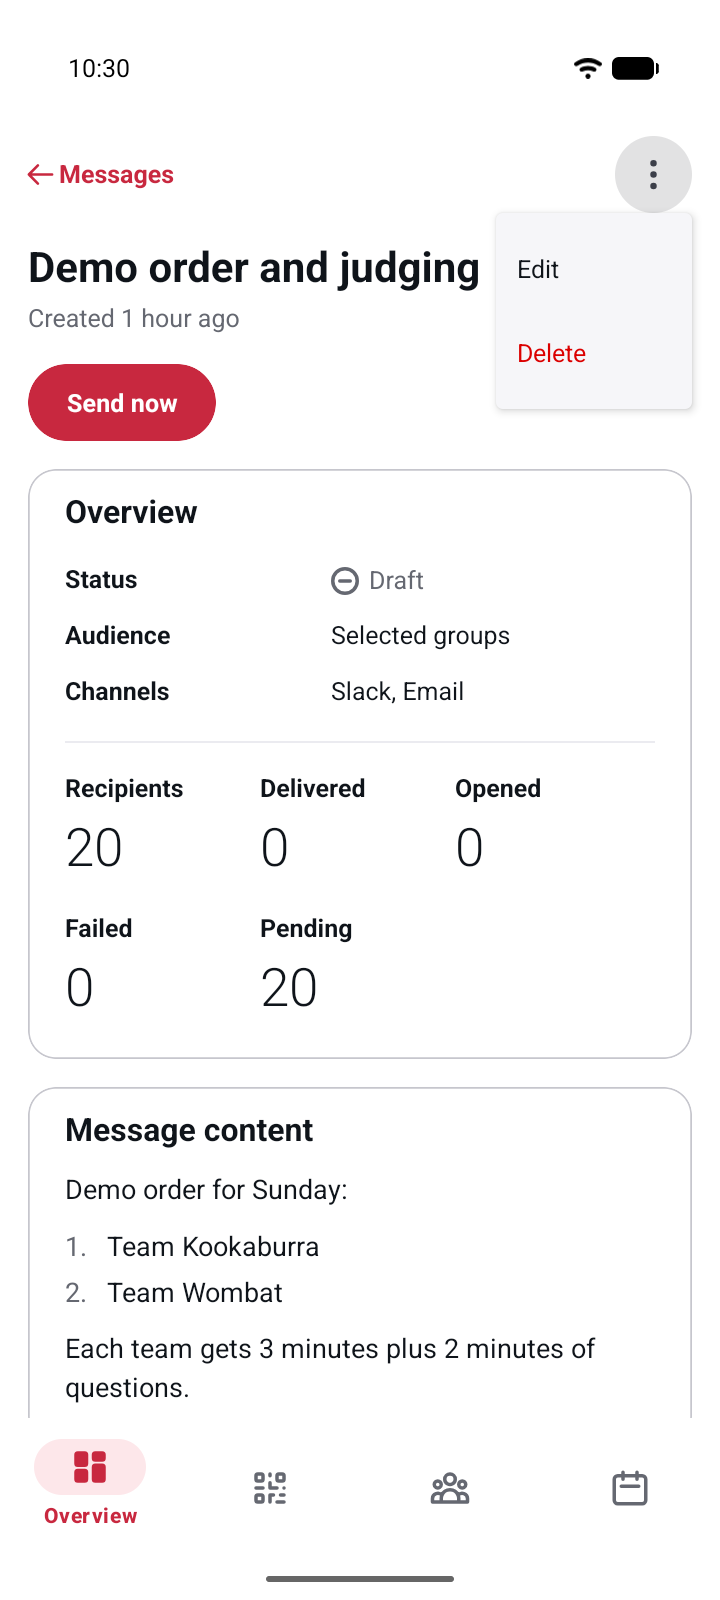 10:30
Messages
Demo order and judging
Created 1 hour ago
Edit
Delete
Send now
Overview
Status Draft
Audience Selected groups
Channels Slack, Email
Recipients Delivered Opened
20 0 0
Failed Pending
0 20
Message content
Demo order for Sunday:
1. Team Kookaburra
2. Team Wombat
Each team gets 3 minutes plus 2 minutes of
questions.
Overview